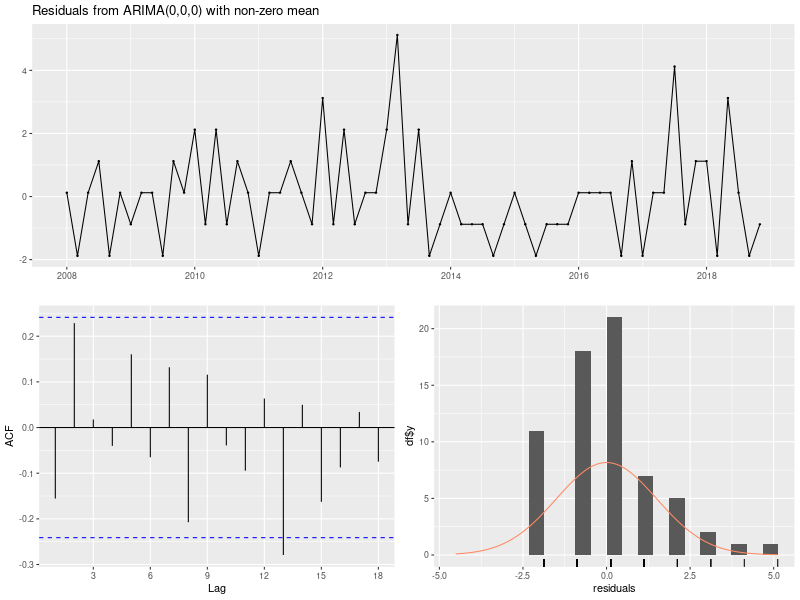 Residuals from ARIMA(0,0,0) with non-zero mean
4
2
0
-2
2008 2010 2012 2014 2016 2018
ACF
0.2
0.1
0.0
-0.1
-0.2
-0.3
3 6 9 12 15 18
Lag
df$y
20
15
10
5
0
-5.0 -2.5 0.0 2.5 5.0
residuals